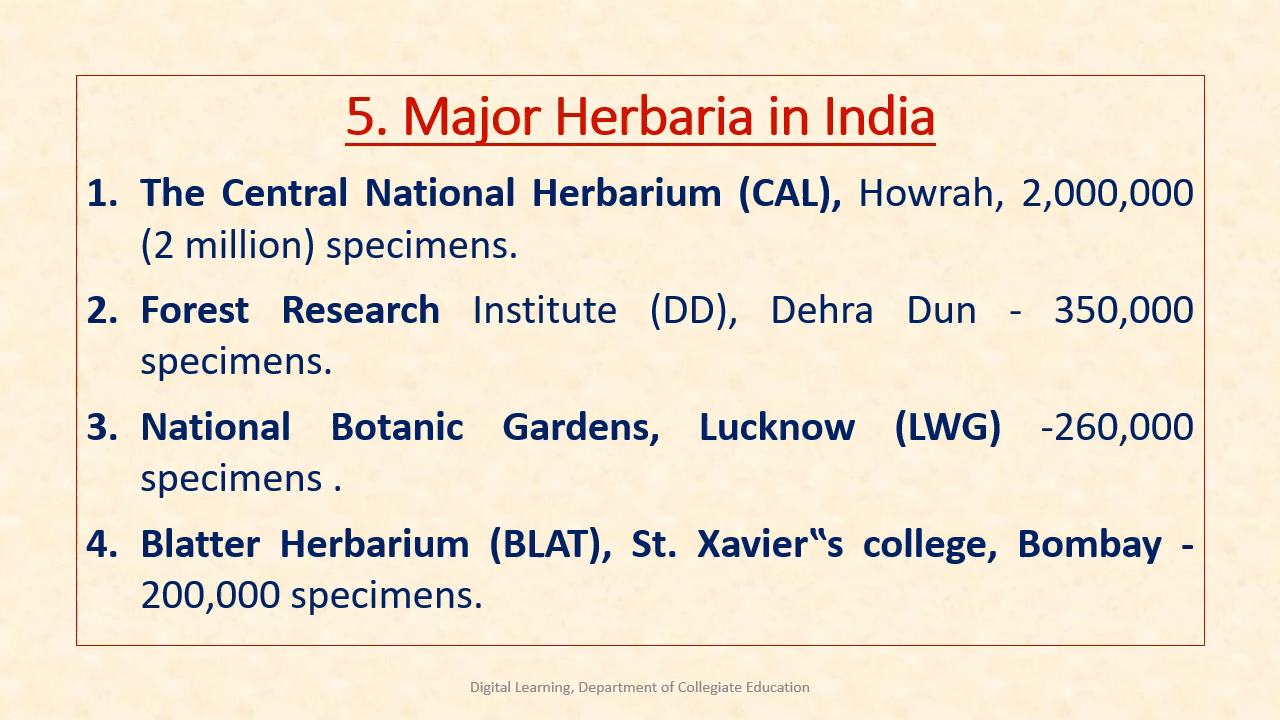 5. Major Herbaria in India
1. The Central National Herbarium (CAL), Howrah, 2,000,000
(2 million) specimens.
2. Forest Research Institute (DD), Dehra Dun - 350,000
specimens.
3. National Botanic Gardens, Lucknow (LWG) -260,000
specimens .
4. Blatter Herbarium (BLAT), St. Xavier‟s college, Bombay -
200,000 specimens.
Digital Learning, Department of Collegiate Education